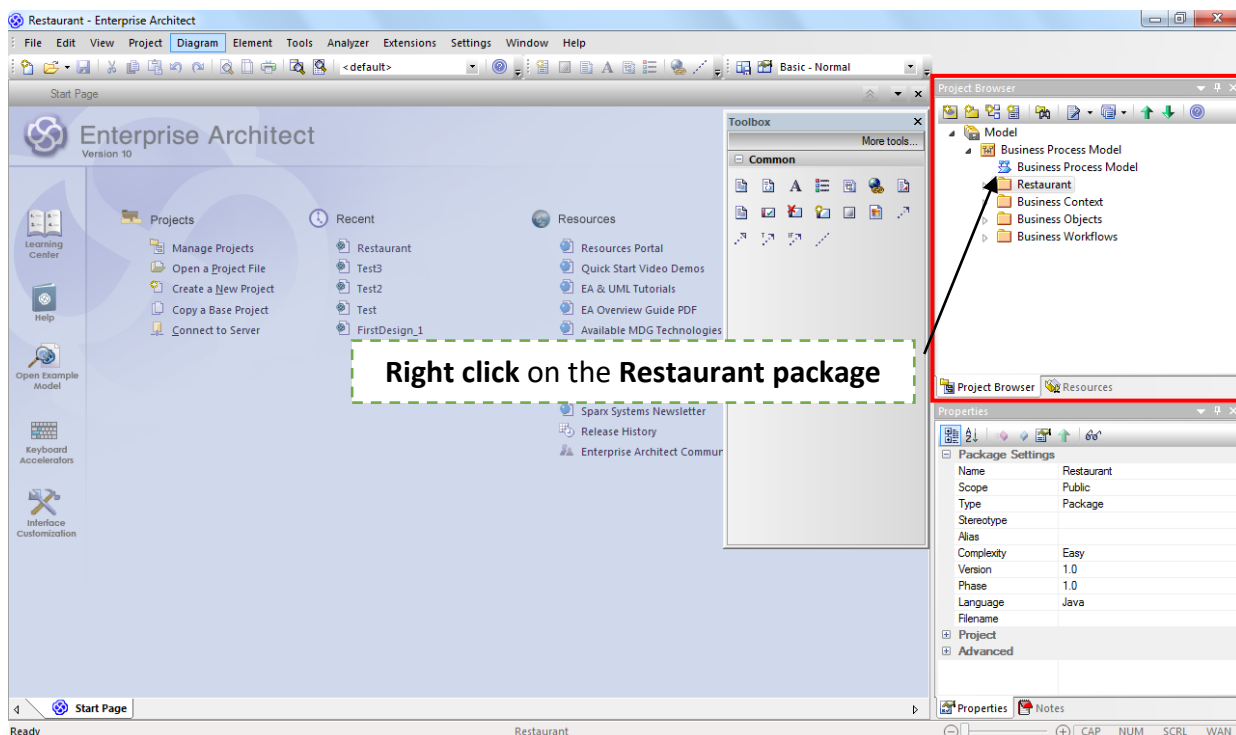 Restaurant - Enterprise Architect
File Edit View Project Diagram Element Tools Analyzer Extensions Settings Window Help
<default>
Basic - Normal
Start Page
Enterprise Architect
Version 10
Learning Center
Help
Open Example Model
Keyboard Accelerators
Interface Customization
Projects
Manage Projects
Open a Project File
Create a New Project
Copy a Base Project
Connect to Server
Recent
Restaurant
Test3
Test2
Test
FirstDesign_1
Resources
Resources Portal
Quick Start Video Demos
EA & UML Tutorials
EA Overview Guide PDF
Available MDG Technologies
Sparx Systems Newsletter
Release History
Enterprise Architect Commun
Right click on the Restaurant package
Toolbox
More tools...
Common
Project Browser
Model
Business Process Model
Business Process Model
Restaurant
Business Context
Business Objects
Business Workflows
Project Browser Resources
Properties
Package Settings
Name Restaurant
Scope Public
Type Package
Stereotype
Alias
Complexity Easy
Version 1.0
Phase 1.0
Language Java
Filename
Project
Advanced
Start Page
Properties Notes
Ready Restaurant CAP NUM SCRL WAN